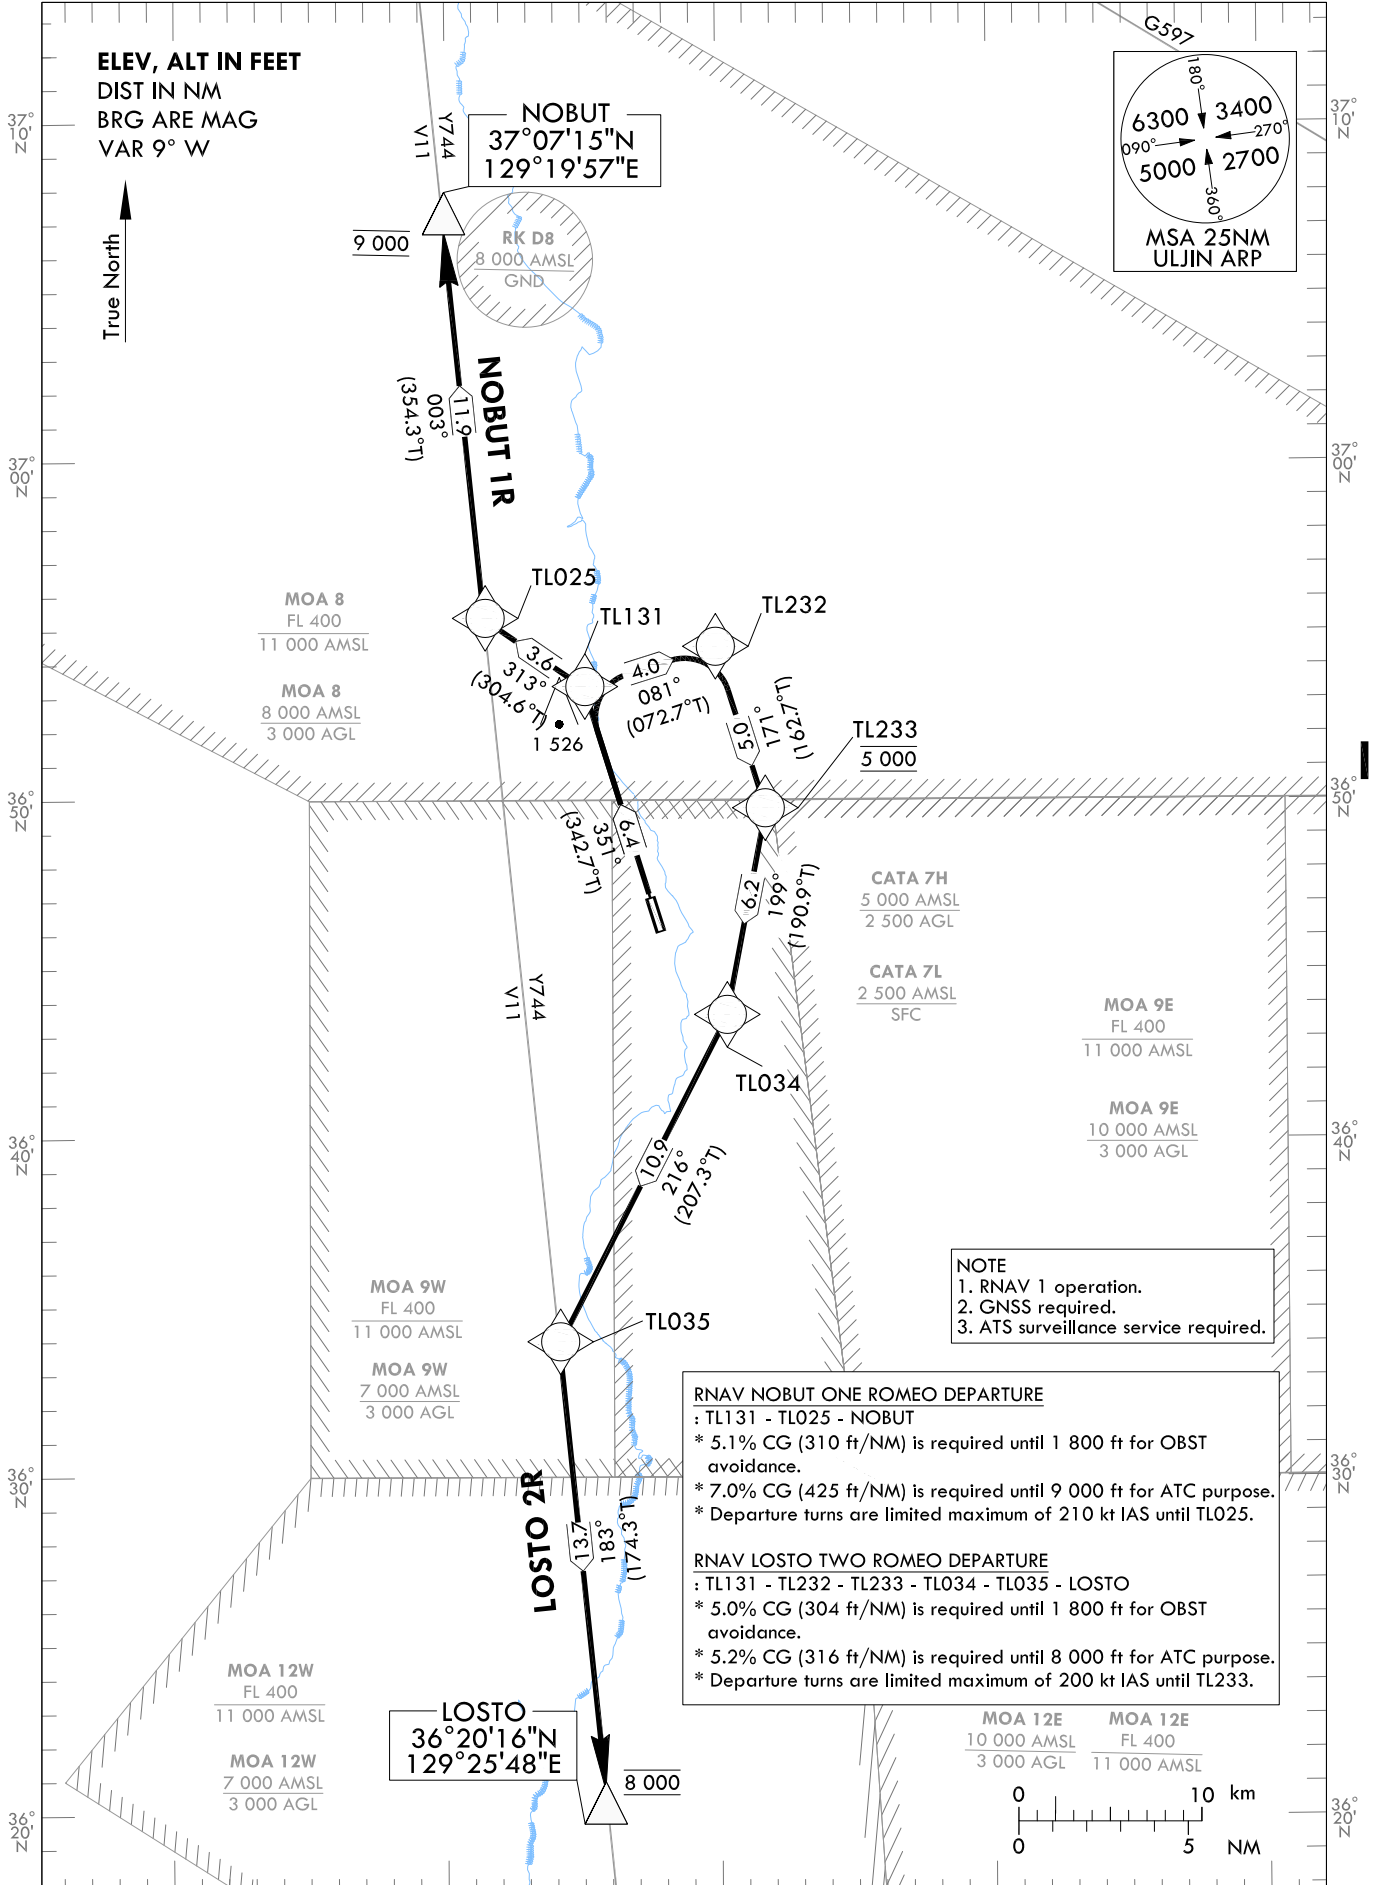 ELEV, ALT IN FEET
DIST IN NM
BRG ARE MAG
VAR 9° W
True North
G597
180°
6300
3400
090°
270°
5000
2700
360°
MSA 25NM
ULJIN ARP
37°
10'
N
37°
10'
N
V11
Y744
NOBUT
37°07'15"N
129°19'57"E
9 000
RK D8
8 000 AMSL
GND
NOBUT 1R
11.9
003°
(354.3°T)
37°
00'
N
37°
00'
N
TL025
TL131
TL232
MOA 8
FL 400
11 000 AMSL
MOA 8
8 000 AMSL
3 000 AGL
3.6
313°
(304.6°T)
1 526
4.0
081°
(072.7°T)
5.0
171°
(162.7°T)
TL233
5 000
36°
50'
N
36°
50'
N
6.4
351°
(342.7°T)
6.2
199°
(190.9°T)
CATA 7H
5 000 AMSL
2 500 AGL
CATA 7L
2 500 AMSL
SFC
V11
Y744
MOA 9E
FL 400
11 000 AMSL
TL034
MOA 9E
10 000 AMSL
3 000 AGL
36°
40'
N
36°
40'
N
10.9
216°
(207.3°T)
NOTE
1. RNAV 1 operation.
2. GNSS required.
3. ATS surveillance service required.
MOA 9W
FL 400
11 000 AMSL
MOA 9W
7 000 AMSL
3 000 AGL
TL035
RNAV NOBUT ONE ROMEO DEPARTURE
: TL131 - TL025 - NOBUT
* 5.1% CG (310 ft/NM) is required until 1 800 ft for OBST
avoidance.
* 7.0% CG (425 ft/NM) is required until 9 000 ft for ATC purpose.
* Departure turns are limited maximum of 210 kt IAS until TL025.
RNAV LOSTO TWO ROMEO DEPARTURE
: TL131 - TL232 - TL233 - TL034 - TL035 - LOSTO
* 5.0% CG (304 ft/NM) is required until 1 800 ft for OBST
avoidance.
* 5.2% CG (316 ft/NM) is required until 8 000 ft for ATC purpose.
* Departure turns are limited maximum of 200 kt IAS until TL233.
36°
30'
N
36°
30'
N
LOSTO 2R
13.7
183°
(174.3°T)
MOA 12W
FL 400
11 000 AMSL
MOA 12W
7 000 AMSL
3 000 AGL
LOSTO
36°20'16"N
129°25'48"E
8 000
MOA 12E
10 000 AMSL
3 000 AGL
MOA 12E
FL 400
11 000 AMSL
0 10 km
0 5 NM
36°
20'
N
36°
20'
N